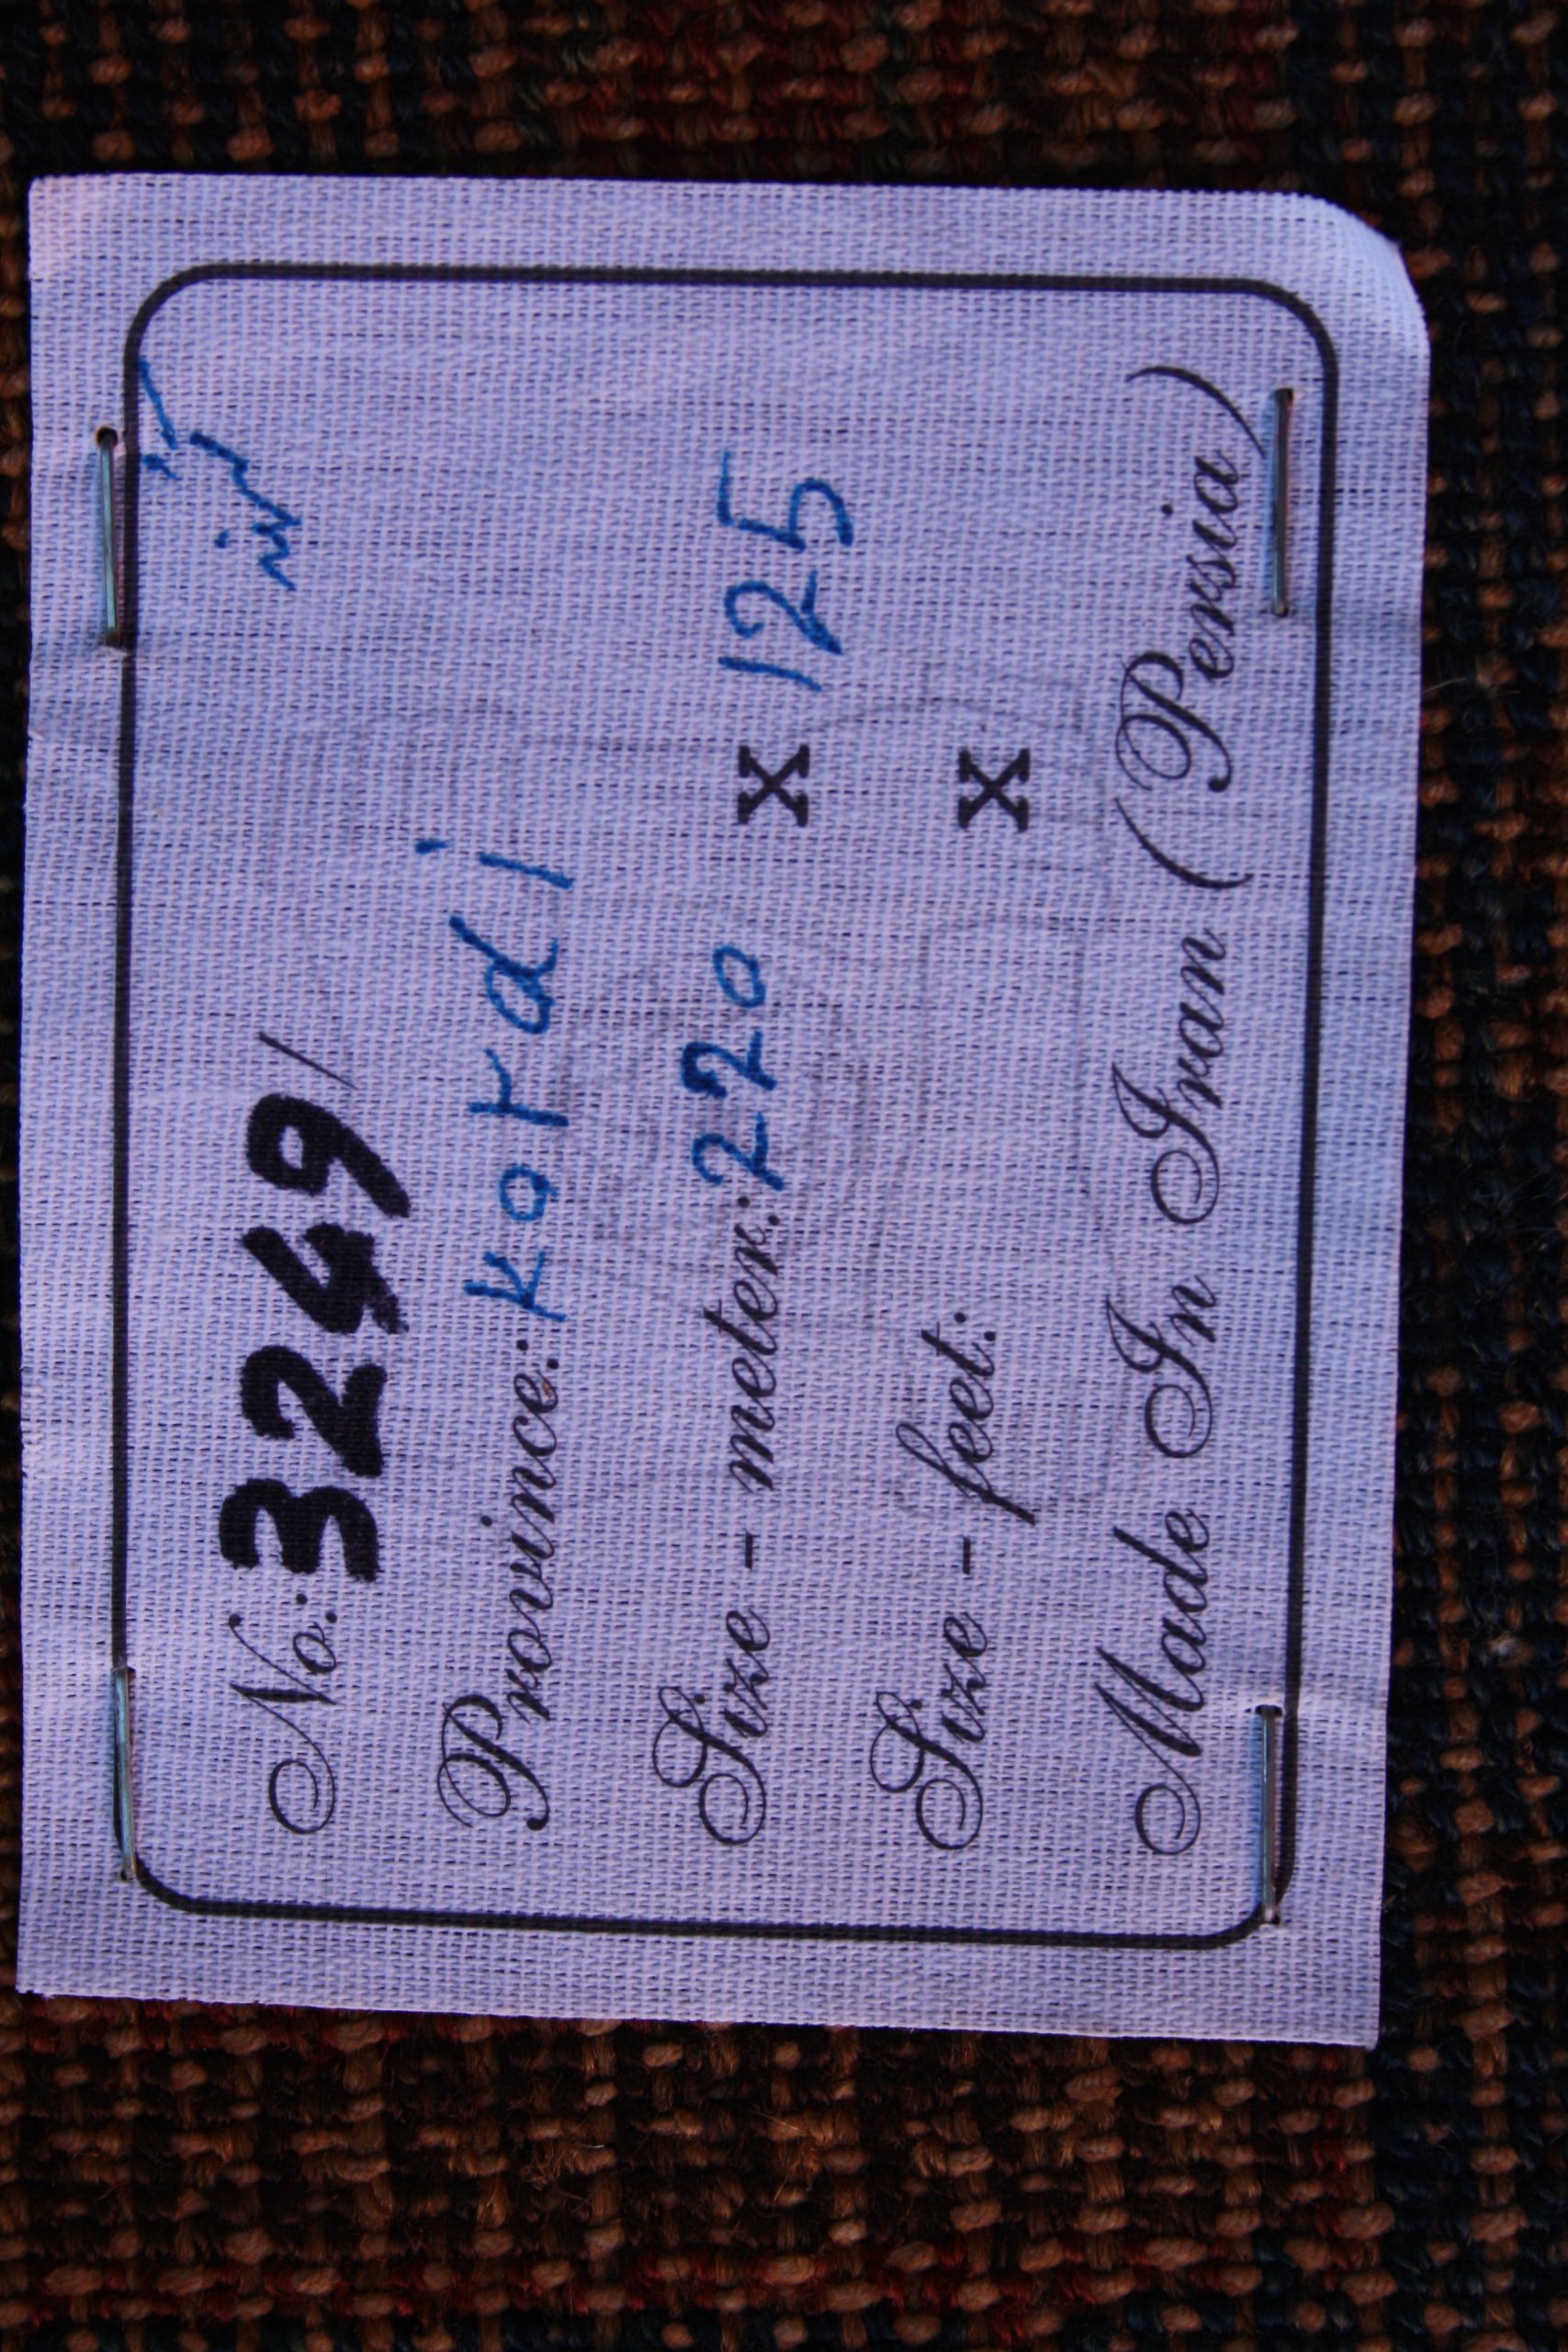 No.: 3249/
Province: kordi
Size - meter: 220 x 125
Size - feet: x
Made In Iran ( Persia )